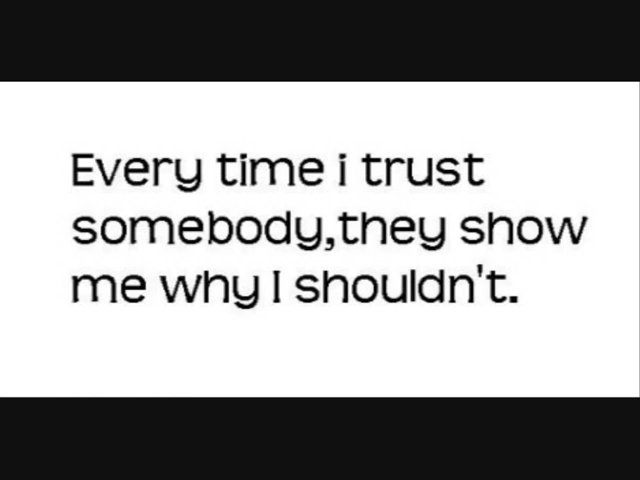 Every time i trust
somebody,they show
me why I shouldn't.